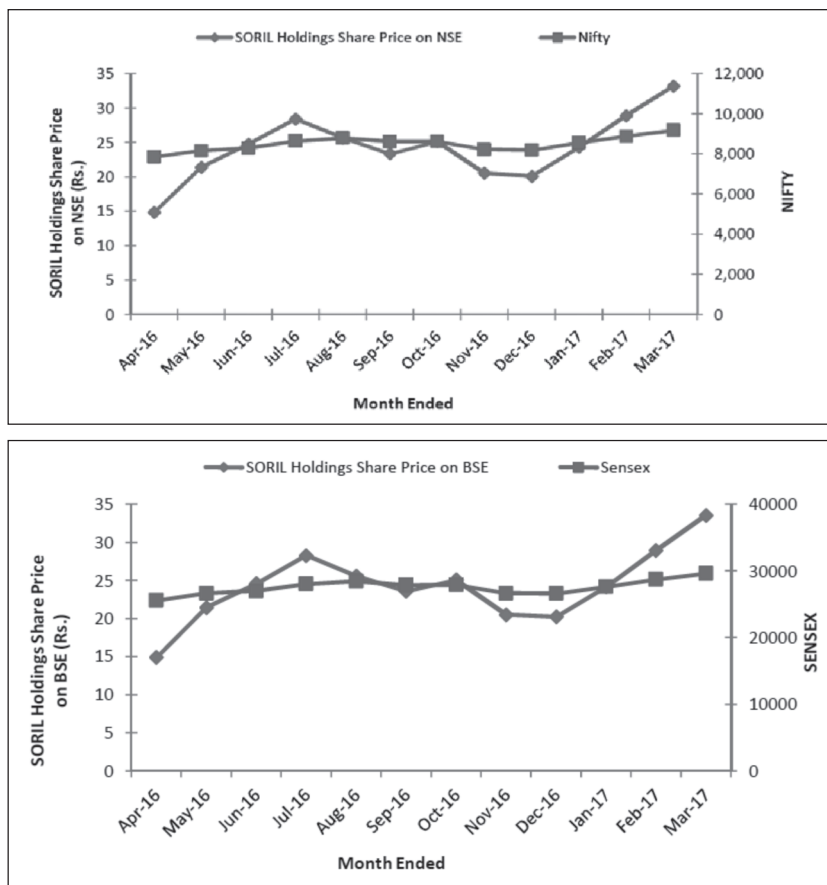 SORIL Holdings Share Price on NSE Nifty
35 12,000
30 10,000
25 8,000
20
15 6,000
10 4,000
5 2,000
0 0
SORIL Holdings Share Price
on NSE (Rs.)
NIFTY
Apr-16 May-16 Jun-16 Jul-16 Aug-16 Sep-16 Oct-16 Nov-16 Dec-16 Jan-17 Feb-17 Mar-17
Month Ended
SORIL Holdings Share Price on BSE Sensex
35 40000
30
25 30000
20
15 20000
10 10000
5
0 0
SORIL Holdings Share Price
on BSE (Rs.)
SENSEX
Apr-16 May-16 Jun-16 Jul-16 Aug-16 Sep-16 Oct-16 Nov-16 Dec-16 Jan-17 Feb-17 Mar-17
Month Ended